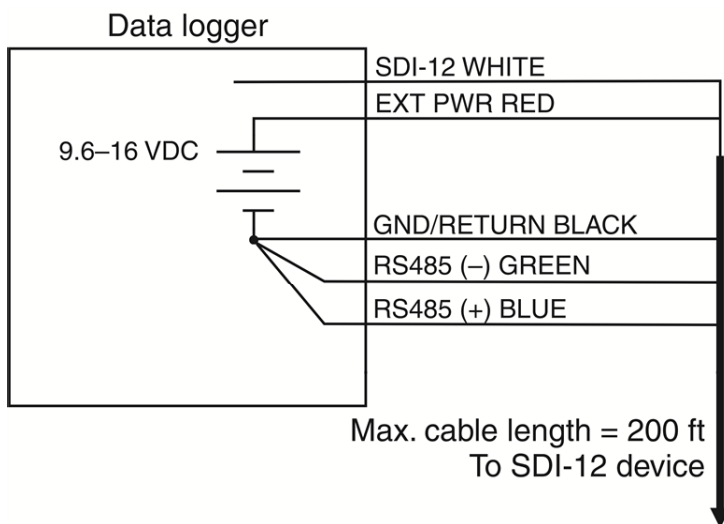 Data logger
SDI-12 WHITE
EXT PWR RED
9.6–16 VDC
GND/RETURN BLACK
RS485 (–) GREEN
RS485 (+) BLUE
Max. cable length = 200 ft
To SDI-12 device